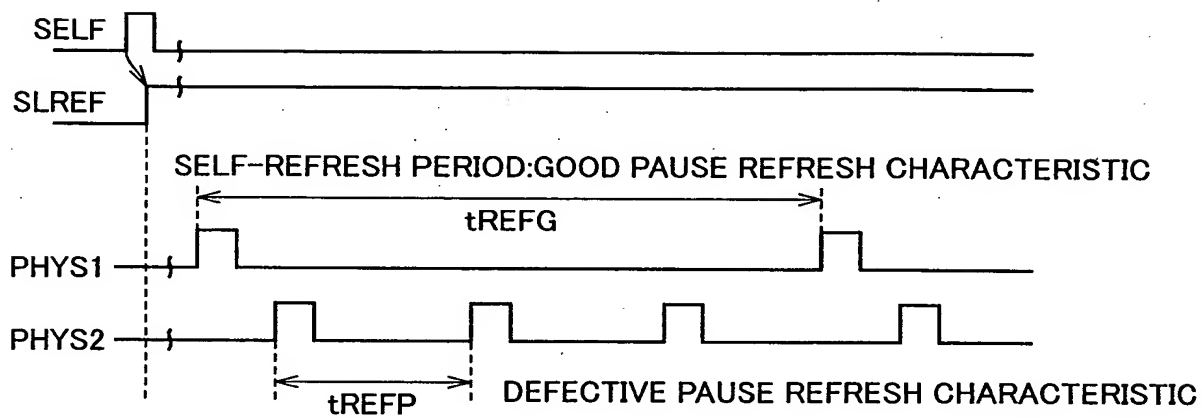 SELF
SLREF
SELF-REFRESH PERIOD:GOOD PAUSE REFRESH CHARACTERISTIC
tREFG
PHYS1
PHYS2
tREFP
DEFECTIVE PAUSE REFRESH CHARACTERISTIC